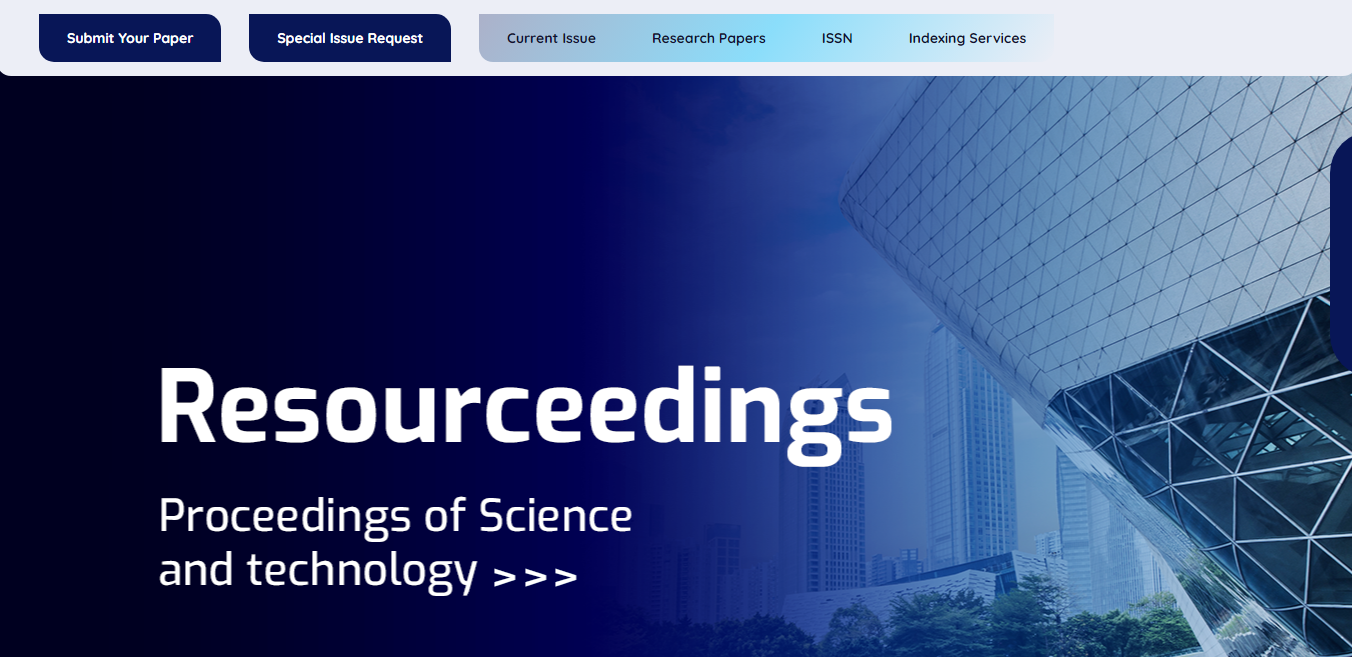 Submit Your Paper
Special Issue Request
Current Issue
Research Papers
ISSN
Indexing Services
Resourceedings
Proceedings of Science
and technology >>>